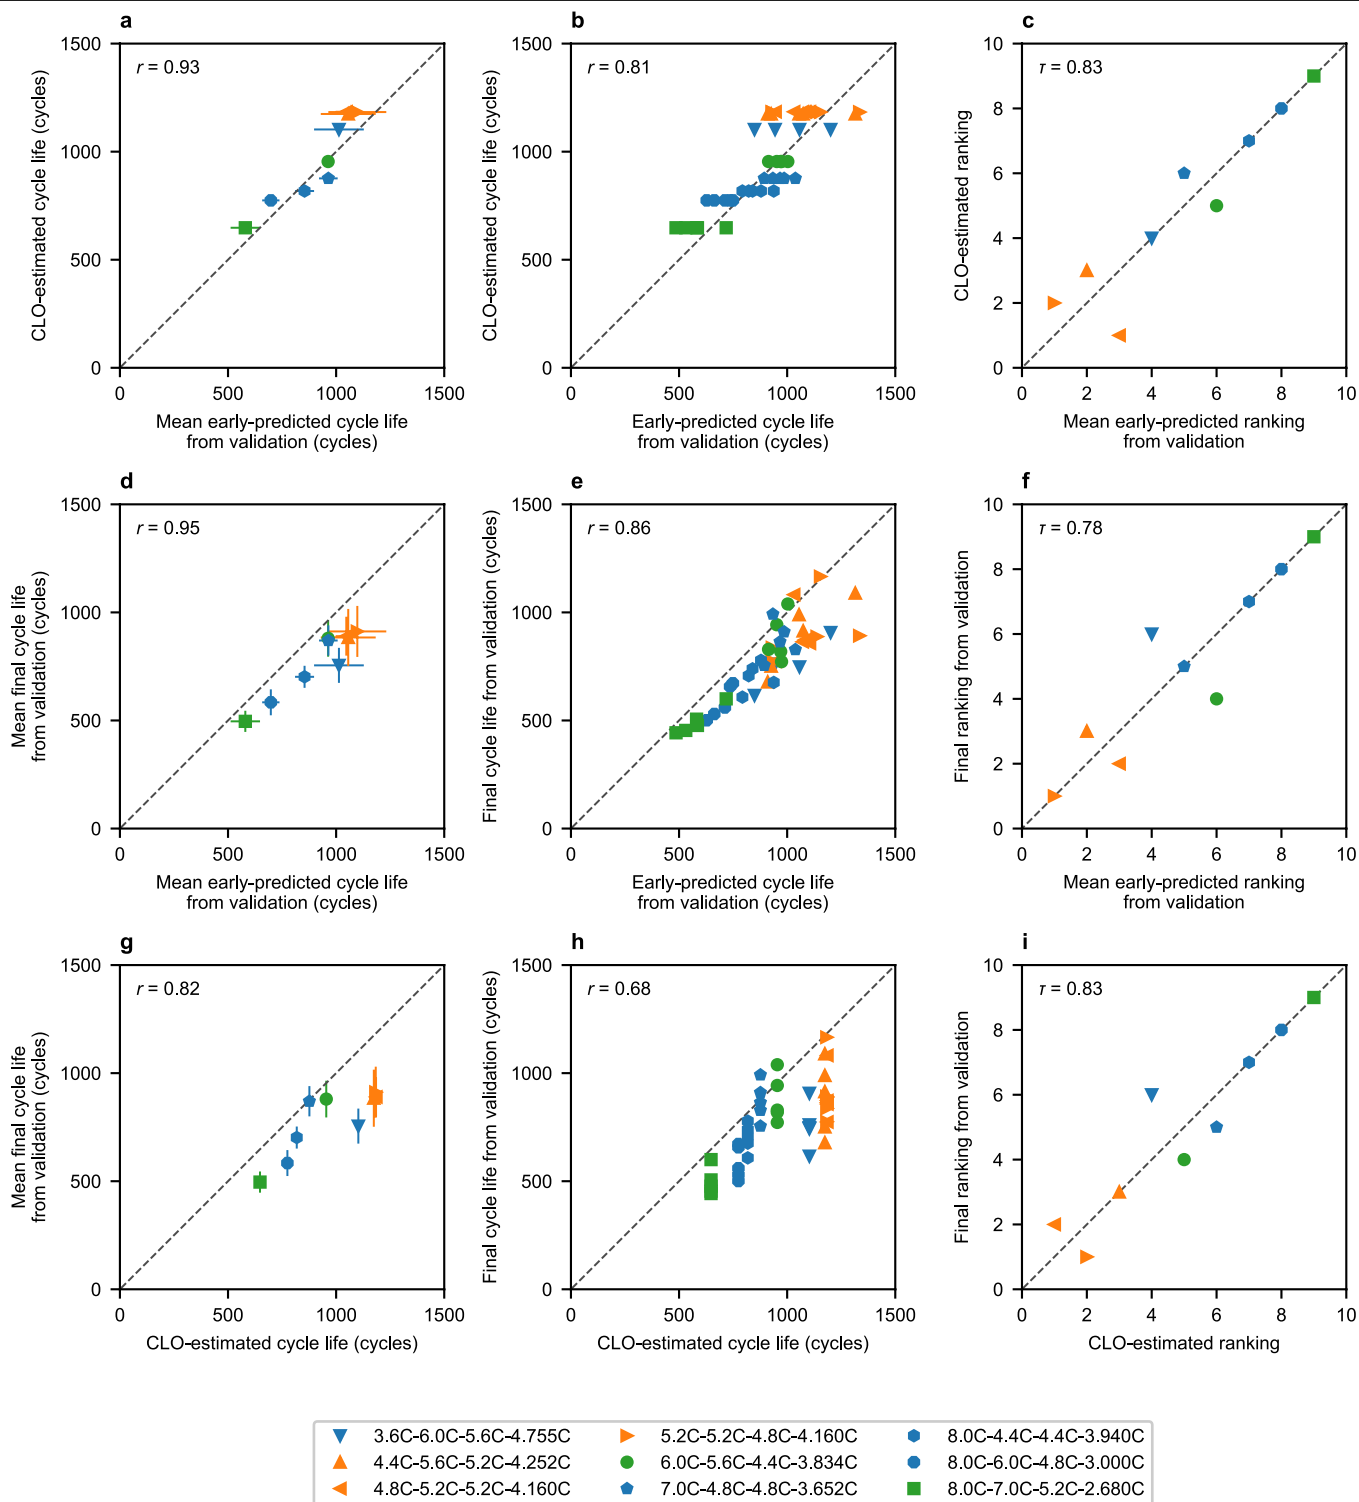 a
b
c
r = 0.93
r = 0.81
τ = 0.83
CLO-estimated cycle life (cycles)
CLO-estimated cycle life (cycles)
CLO-estimated ranking
1500
1000
500
0
1500
1000
500
0
10
8
6
4
2
0
0 500 1000 1500
0 500 1000 1500
0 2 4 6 8 10
Mean early-predicted cycle life
from validation (cycles)
Early-predicted cycle life
from validation (cycles)
Mean early-predicted ranking
from validation
d
e
f
r = 0.95
r = 0.86
τ = 0.78
Mean final cycle life
from validation (cycles)
Final cycle life from validation (cycles)
Final ranking from validation
1500
1000
500
0
1500
1000
500
0
10
8
6
4
2
0
0 500 1000 1500
0 500 1000 1500
0 2 4 6 8 10
Mean early-predicted cycle life
from validation (cycles)
Early-predicted cycle life
from validation (cycles)
Mean early-predicted ranking
from validation
g
h
i
r = 0.82
r = 0.68
τ = 0.83
Mean final cycle life
from validation (cycles)
Final cycle life from validation (cycles)
Final ranking from validation
1500
1000
500
0
1500
1000
500
0
10
8
6
4
2
0
0 500 1000 1500
0 500 1000 1500
0 2 4 6 8 10
CLO-estimated cycle life (cycles)
CLO-estimated cycle life (cycles)
CLO-estimated ranking
3.6C-6.0C-5.6C-4.755C
4.4C-5.6C-5.2C-4.252C
4.8C-5.2C-5.2C-4.160C
5.2C-5.2C-4.8C-4.160C
6.0C-5.6C-4.4C-3.834C
7.0C-4.8C-4.8C-3.652C
8.0C-4.4C-4.4C-3.940C
8.0C-6.0C-4.8C-3.000C
8.0C-7.0C-5.2C-2.680C